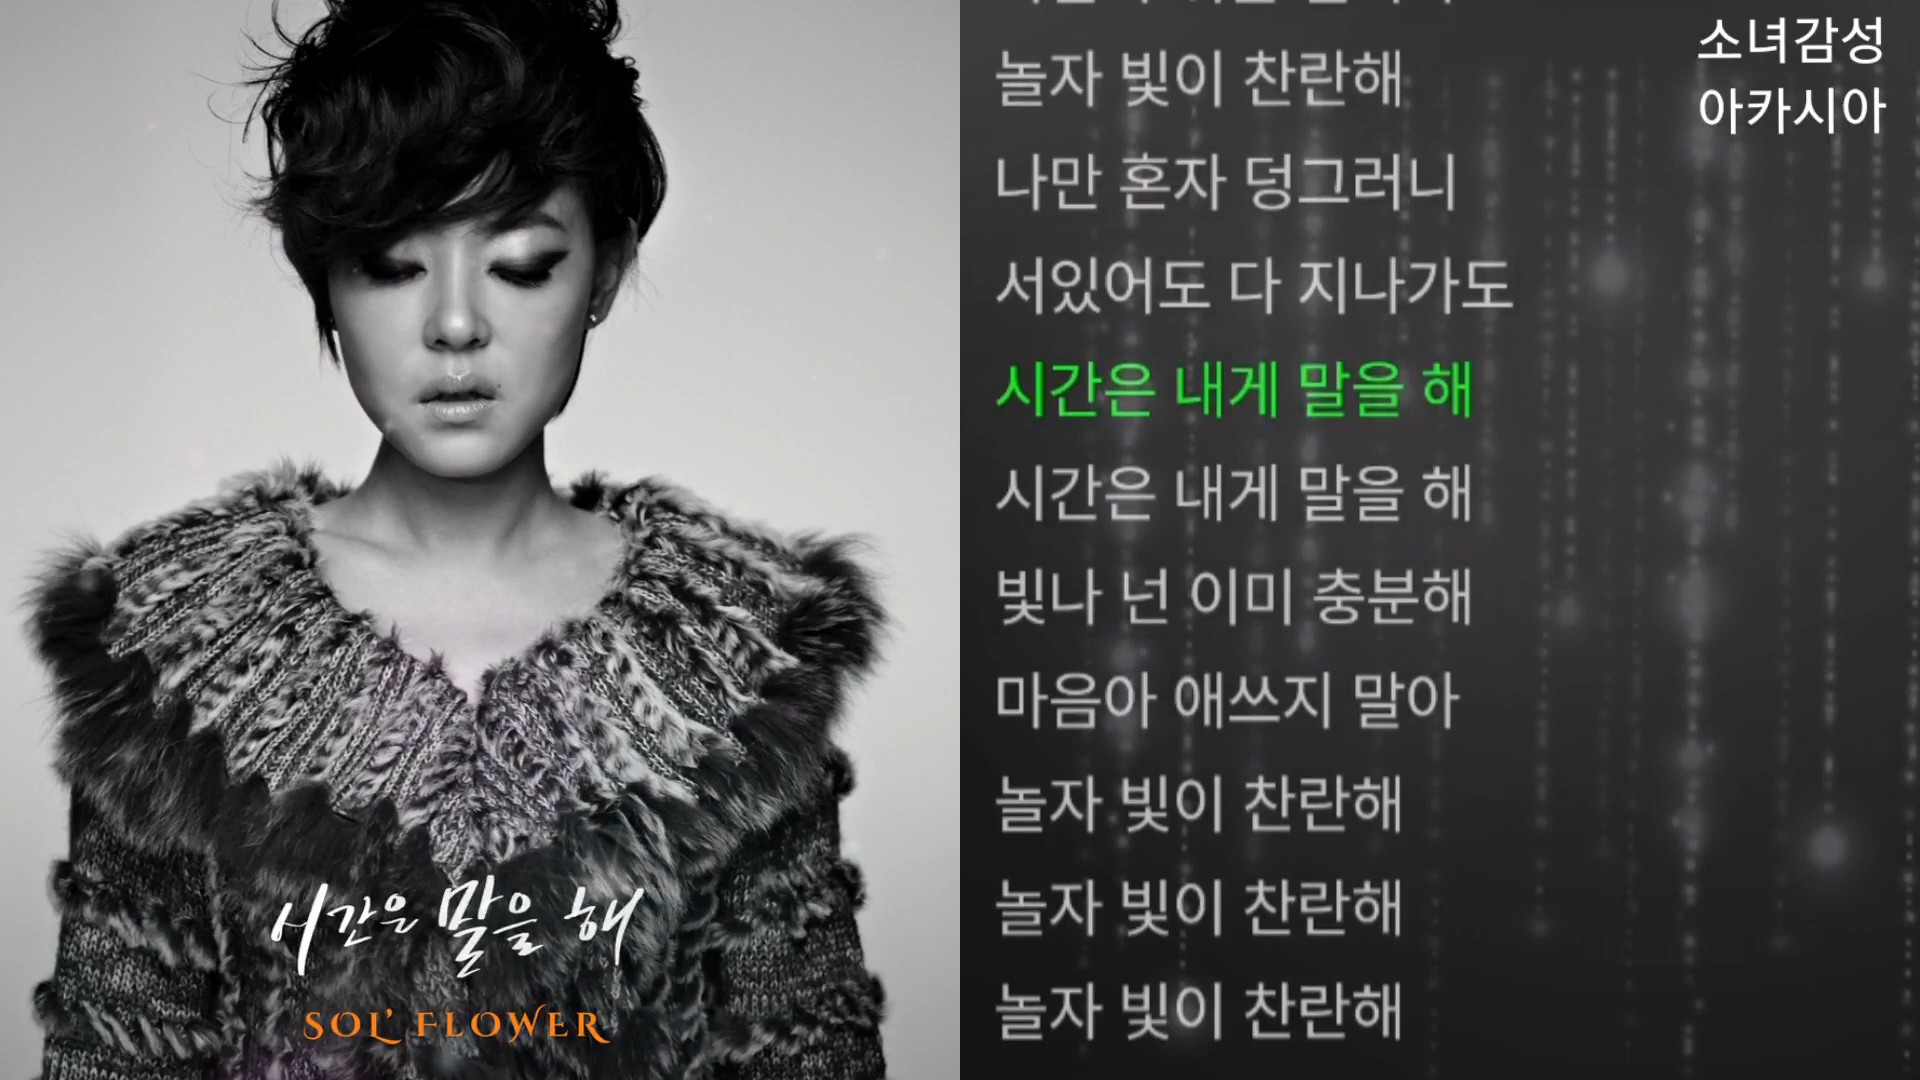 시간은 말을 해
SOL' FLOWER
소녀감성
아카시아
놀자 빛이 찬란해
나만 혼자 덩그러니
서있어도 다 지나가도
시간은 내게 말을 해
시간은 내게 말을 해
빛나 넌 이미 충분해
마음아 애쓰지 말아
놀자 빛이 찬란해
놀자 빛이 찬란해
놀자 빛이 찬란해